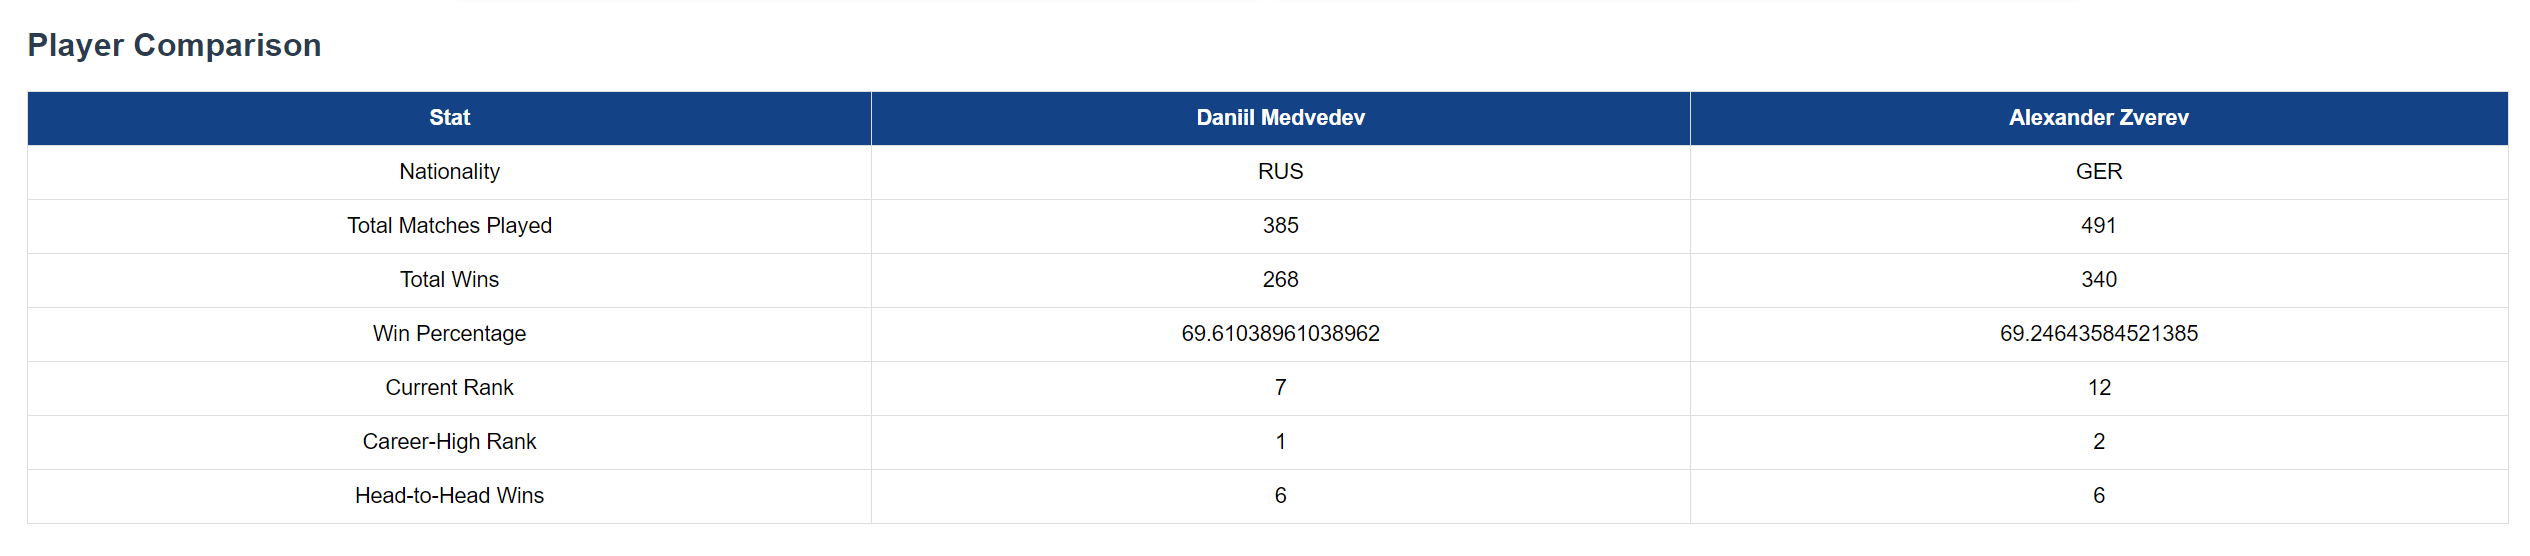 Player Comparison
Stat Daniil Medvedev Alexander Zverev
Nationality RUS GER
Total Matches Played 385 491
Total Wins 268 340
Win Percentage 69.61038961038962 69.24643584521385
Current Rank 7 12
Career-High Rank 1 2
Head-to-Head Wins 6 6